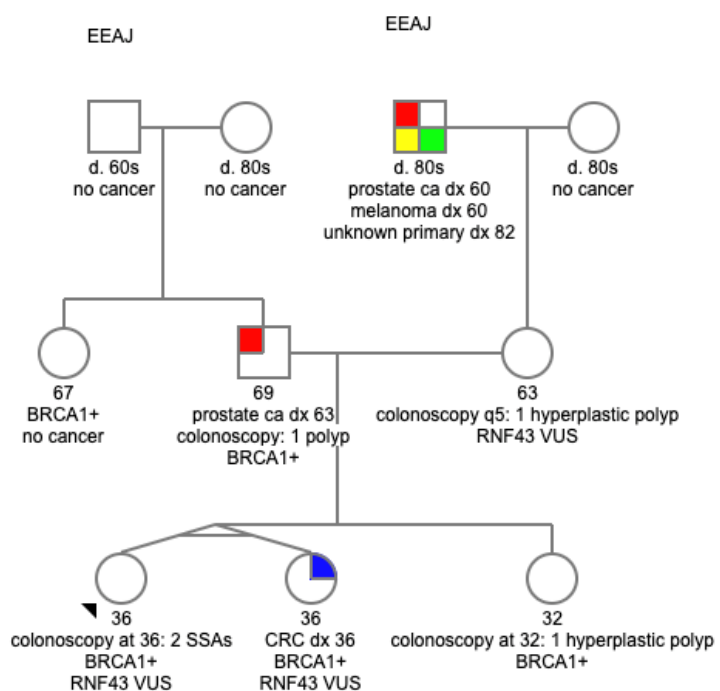 EEAJ
EEAJ
d. 60s
no cancer
d. 80s
no cancer
d. 80s
prostate ca dx 60
melanoma dx 60
unknown primary dx 82
d. 80s
no cancer
67
BRCA1+
no cancer
69
prostate ca dx 63
colonoscopy: 1 polyp
BRCA1+
63
colonoscopy q5: 1 hyperplastic polyp
RNF43 VUS
36
colonoscopy at 36: 2 SSAs
BRCA1+
RNF43 VUS
36
CRC dx 36
BRCA1+
RNF43 VUS
32
colonoscopy at 32: 1 hyperplastic polyp
BRCA1+